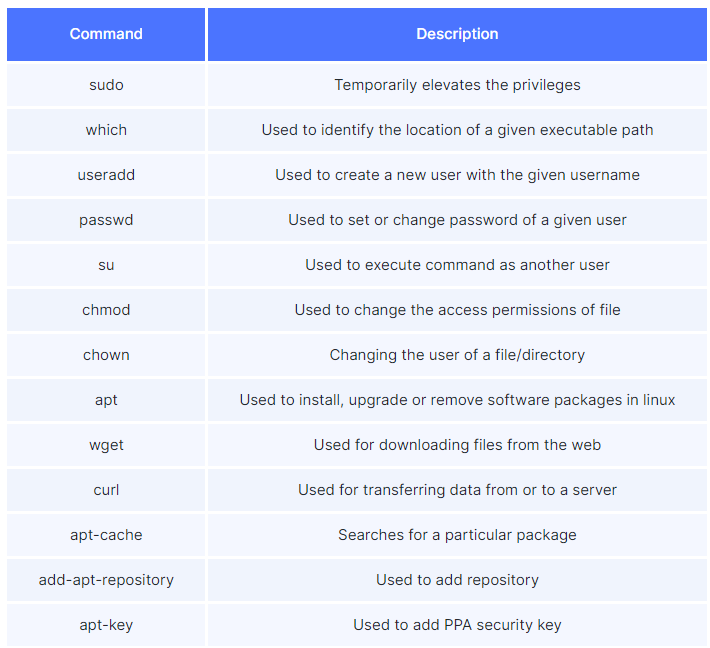 Command Description
sudo Temporarily elevates the privileges
which Used to identify the location of a given executable path
useradd Used to create a new user with the given username
passwd Used to set or change password of a given user
su Used to execute command as another user
chmod Used to change the access permissions of file
chown Changing the user of a file/directory
apt Used to install, upgrade or remove software packages in linux
wget Used for downloading files from the web
curl Used for transferring data from or to a server
apt-cache Searches for a particular package
add-apt-repository Used to add repository
apt-key Used to add PPA security key